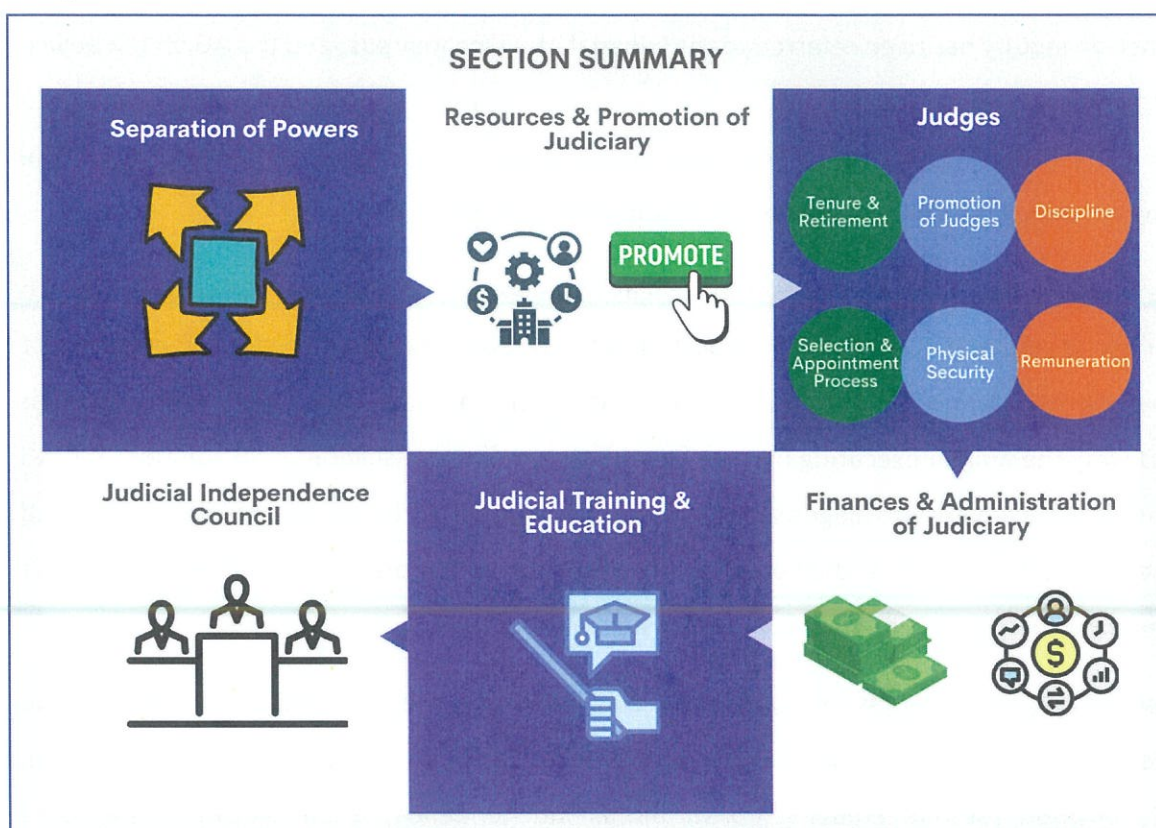 SECTION SUMMARY
Separation of Powers
Resources & Promotion of
Judiciary
PROMOTE
Judges
Tenure &
Retirement
Promotion
of Judges
Discipline
Selection &
Appointment
Process
Physical
Security
Remuneration
Finances & Administration
of Judiciary
Judicial Training &
Education
Judicial Independence
Council